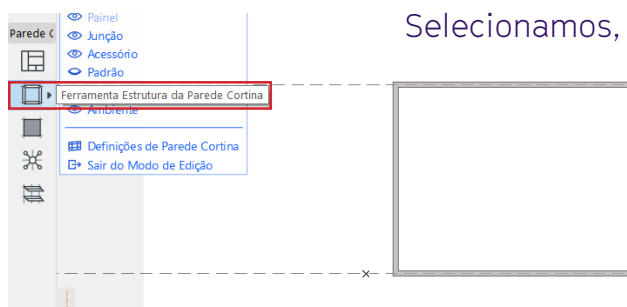 Painel
Selecionamos,
Parede C
Junção
Acessório
Padrão
Ferramenta Estrutura da Parede Cortina
Ambiente
Definições de Parede Cortina
Sair do Modo de Edição